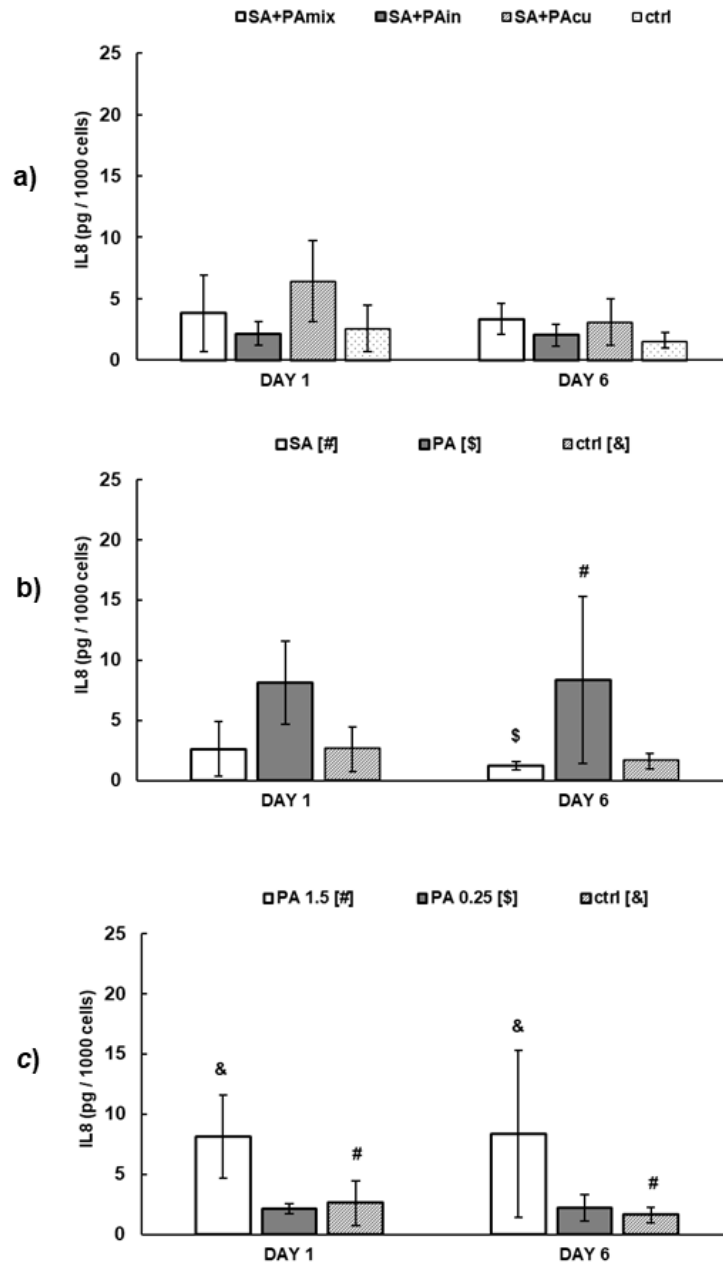 SA+PAmix SA+PAin SA+PAcu ctrl
a)
IL8 (pg / 1000 cells)
25
20
15
10
5
0
DAY 1 DAY 6
SA [#] PA [$] ctrl [&]
b)
IL8 (pg / 1000 cells)
25
20
15
10
5
0
#
$
DAY 1 DAY 6
PA 1.5 [#] PA 0.25 [$] ctrl [&]
c)
IL8 (pg / 1000 cells)
25
20
15
10
5
0
& &
# #
DAY 1 DAY 6